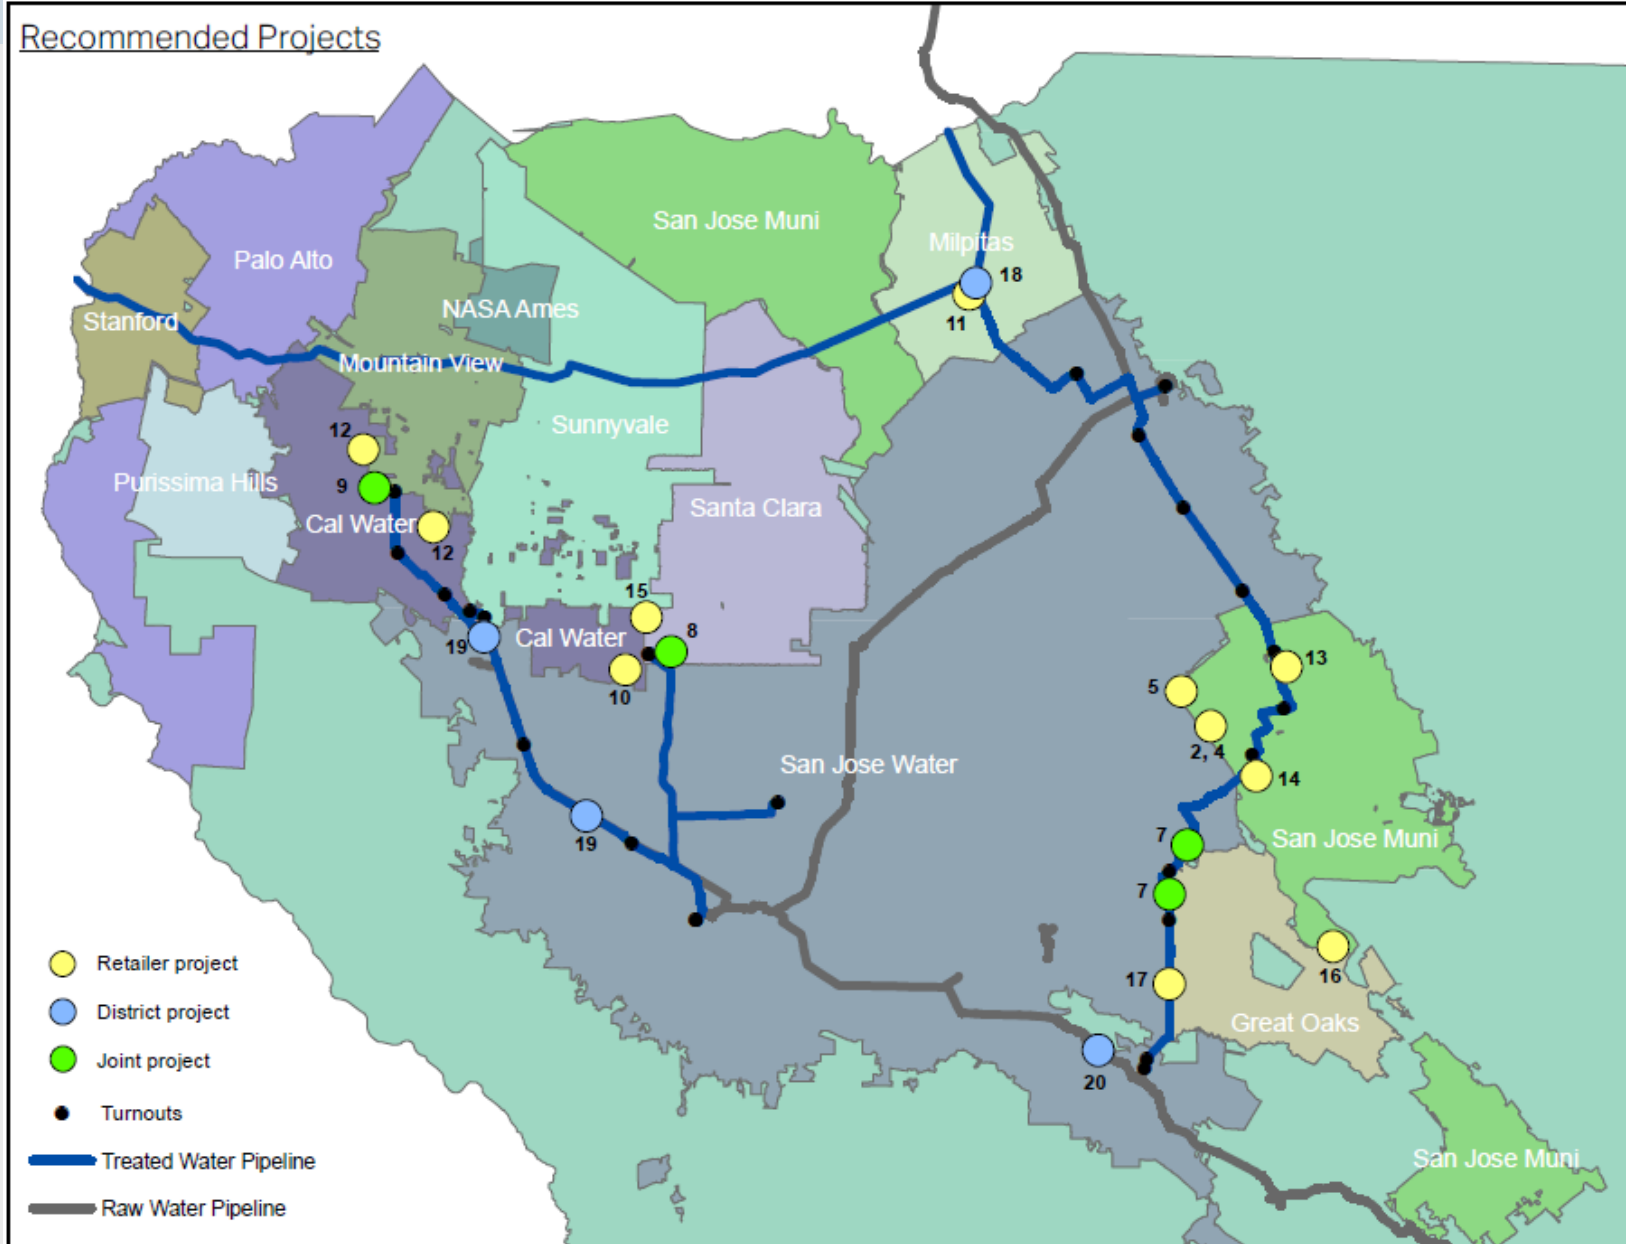 Recommended Projects
San Jose Muni
Milpitas
Palo Alto
18
NASA Ames
11
Stanford
Mountain View
Sunnyvale
12
Purissima Hills
9
Santa Clara
Cal Water
12
15
8
Cal Water
19
10
13
5
2, 4
San Jose Water
14
19
7
San Jose Muni
7
16
17
Great Oaks
20
San Jose Muni
Retailer project
District project
Joint project
Turnouts
Treated Water Pipeline
Raw Water Pipeline